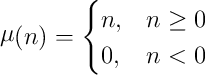 μ(n) = { n, n ≥ 0
0, n < 0